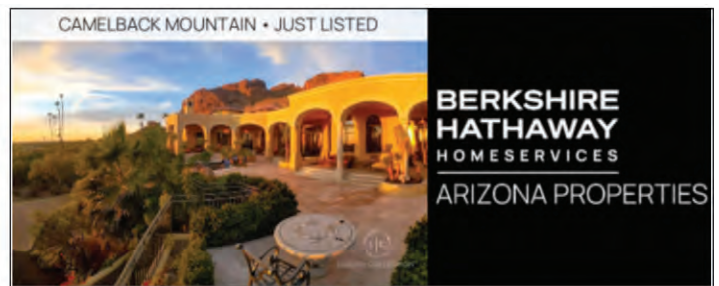 CAMELBACK MOUNTAIN • JUST LISTED
BERKSHIRE
HATHAWAY
HOMESERVICES
ARIZONA PROPERTIES